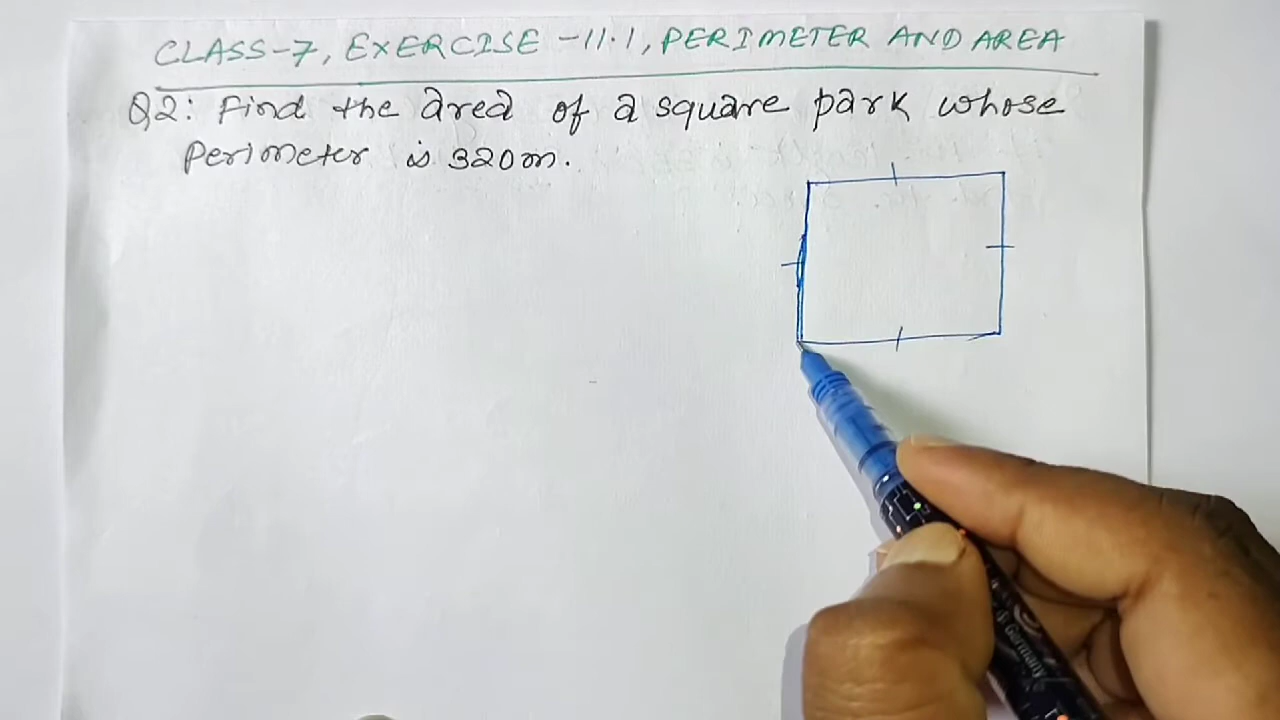 CLASS-7, EXERCISE -11.1, PERIMETER AND AREA
Q2: Find the area of a square park whose
Perimeter is 320m.
Germany